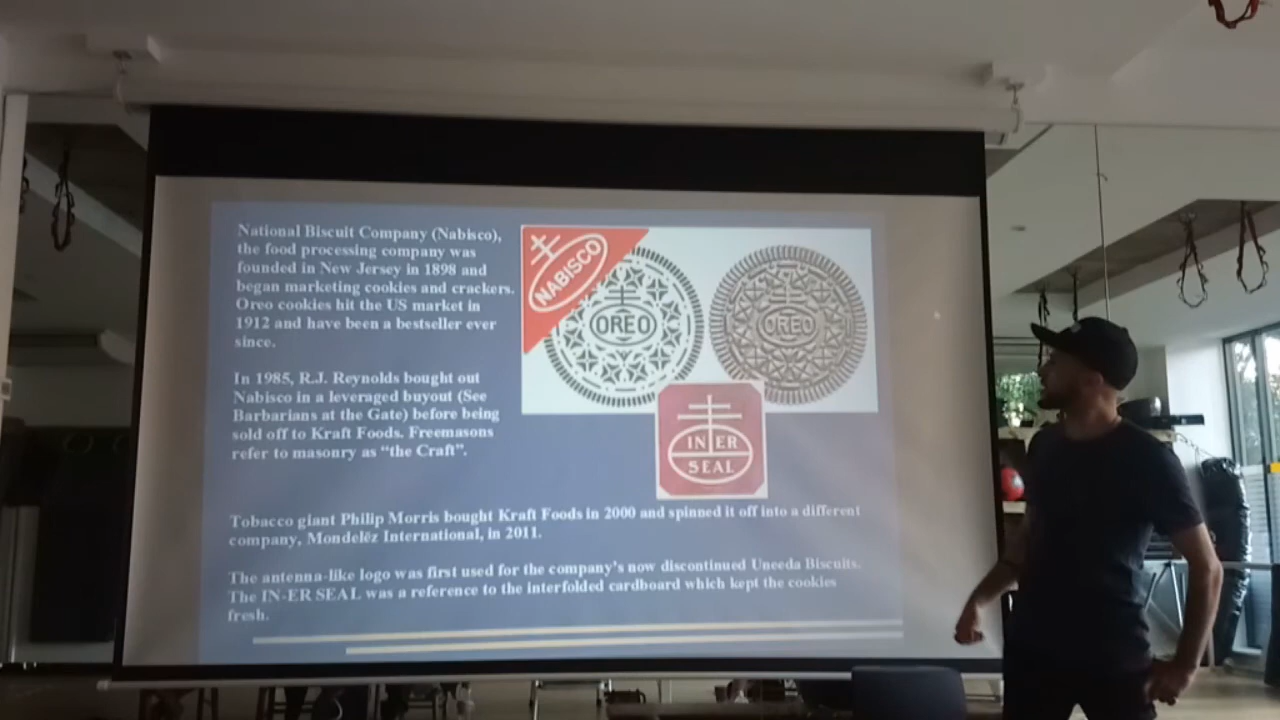 National Biscuit Company (Nabisco),
the food processing company was
founded in New Jersey in 1898 and
began marketing cookies and crackers.
Oreo cookies hit the US market in
1912 and have been a bestseller ever
since.
In 1985, R.J. Reynolds bought out
Nabisco in a leveraged buyout (See
Barbarians at the Gate) before being
sold off to Kraft Foods. Freemasons
refer to masonry as “the Craft”.
NABISCO
OREO
OREO
IN ER
SEAL
Tobacco giant Philip Morris bought Kraft Foods in 2000 and spinned it off into a different
company, Mondelēz International, in 2011.
The antenna-like logo was first used for the company’s now discontinued Uneeda Biscuits.
The IN-ER SEAL was a reference to the interfolded cardboard which kept the cookies
fresh.